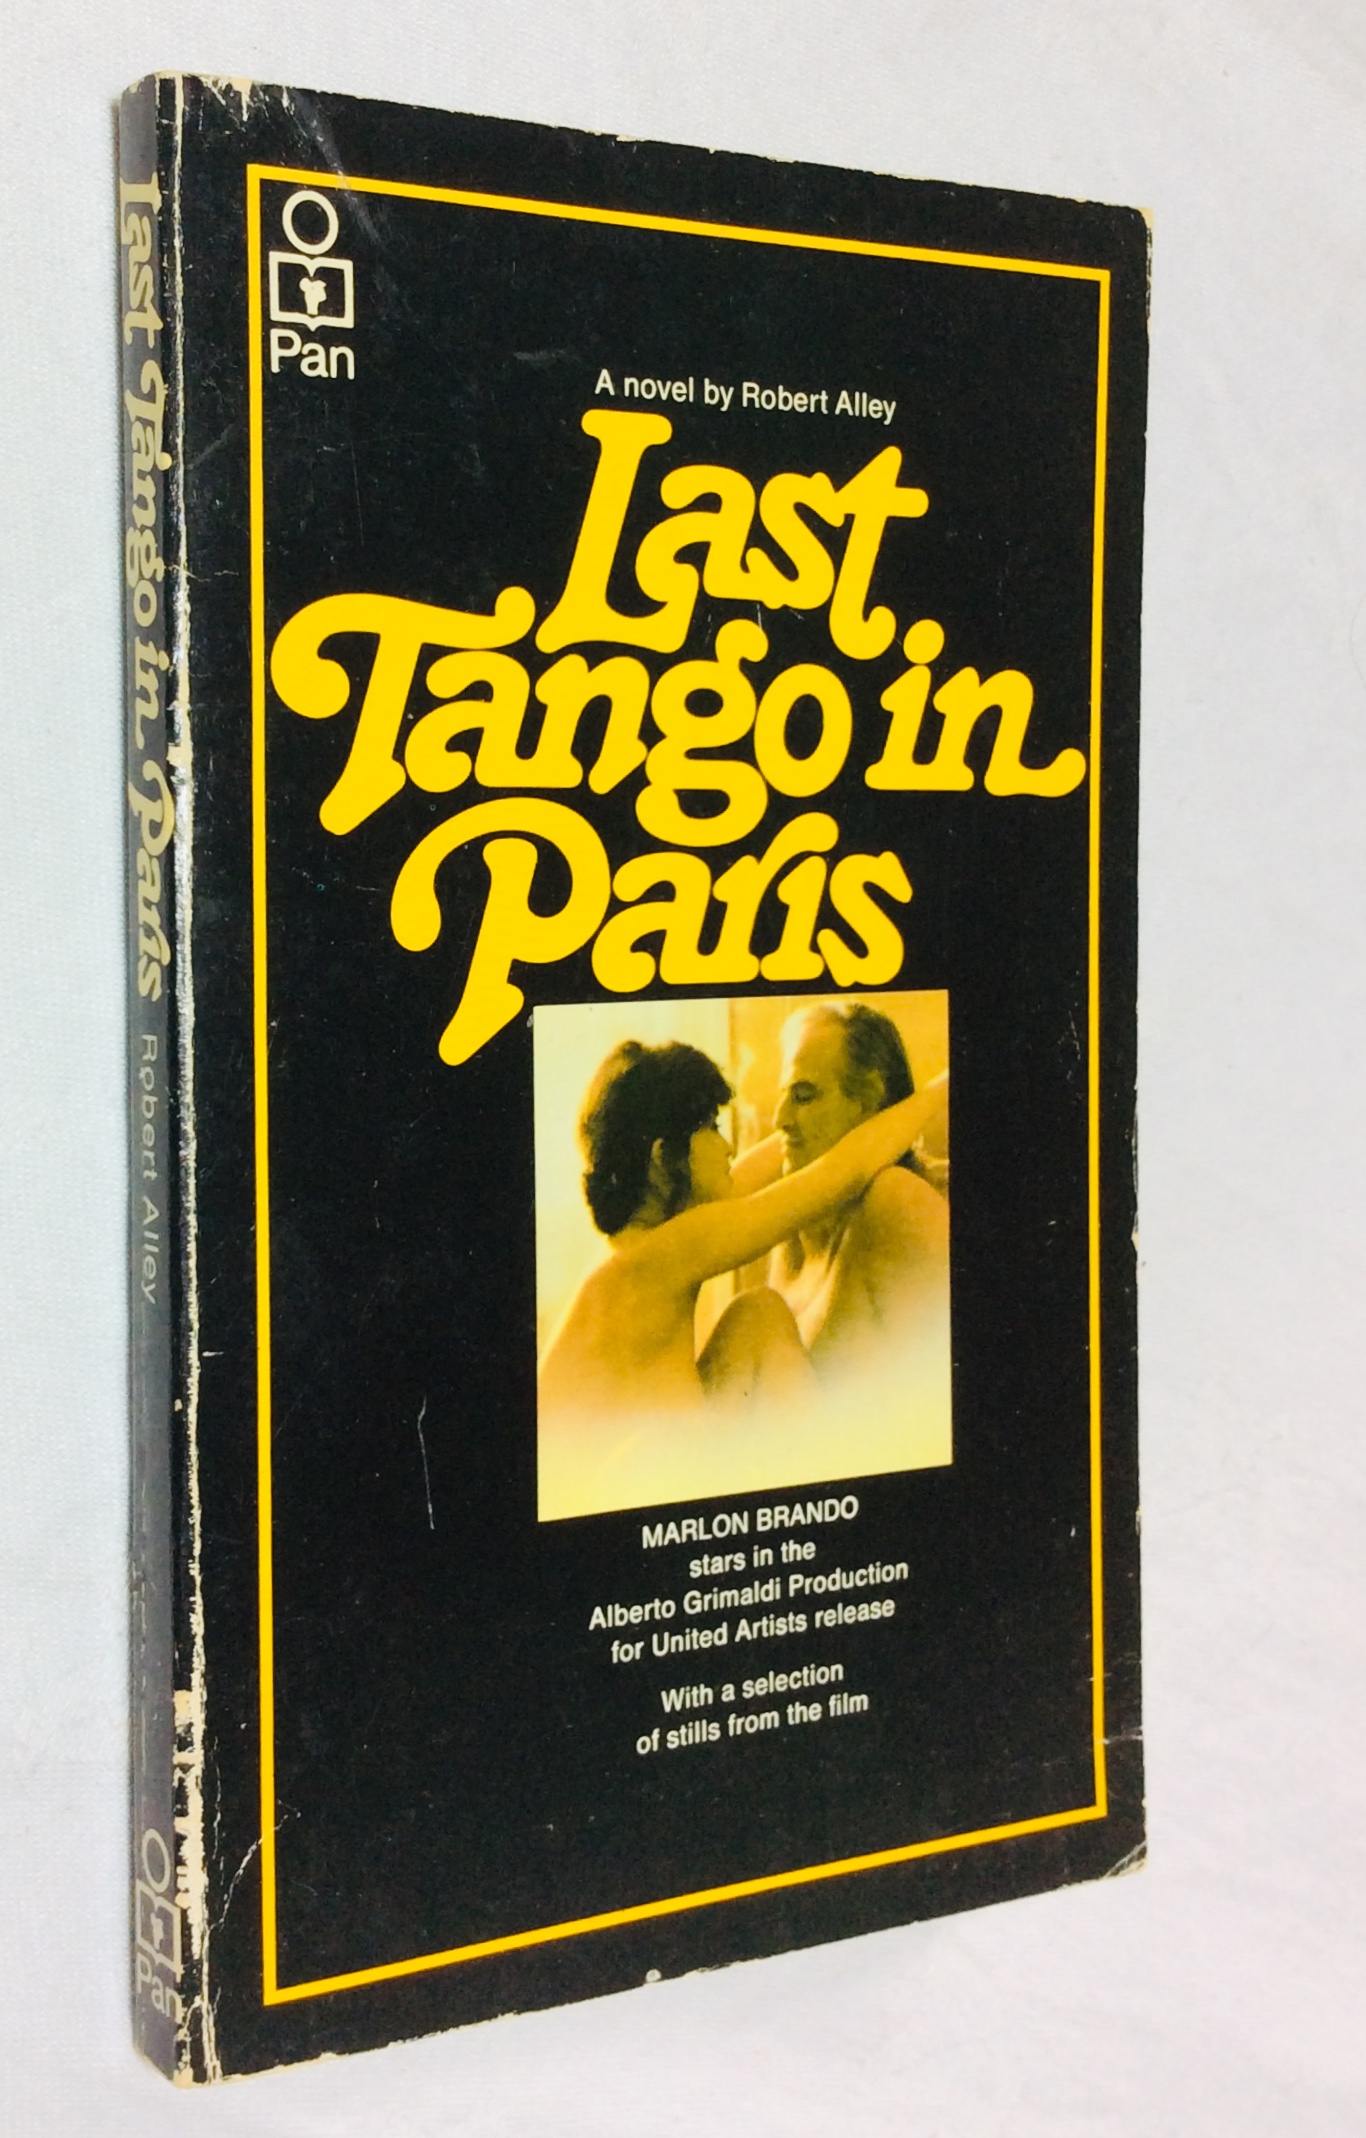 Pan
A novel by Robert Alley
Last
Tango in
Paris
MARLON BRANDO
stars in the
Alberto Grimaldi Production
for United Artists release
With a selection
of stills from the film
Last Tango in Paris Robert Alley
Pan